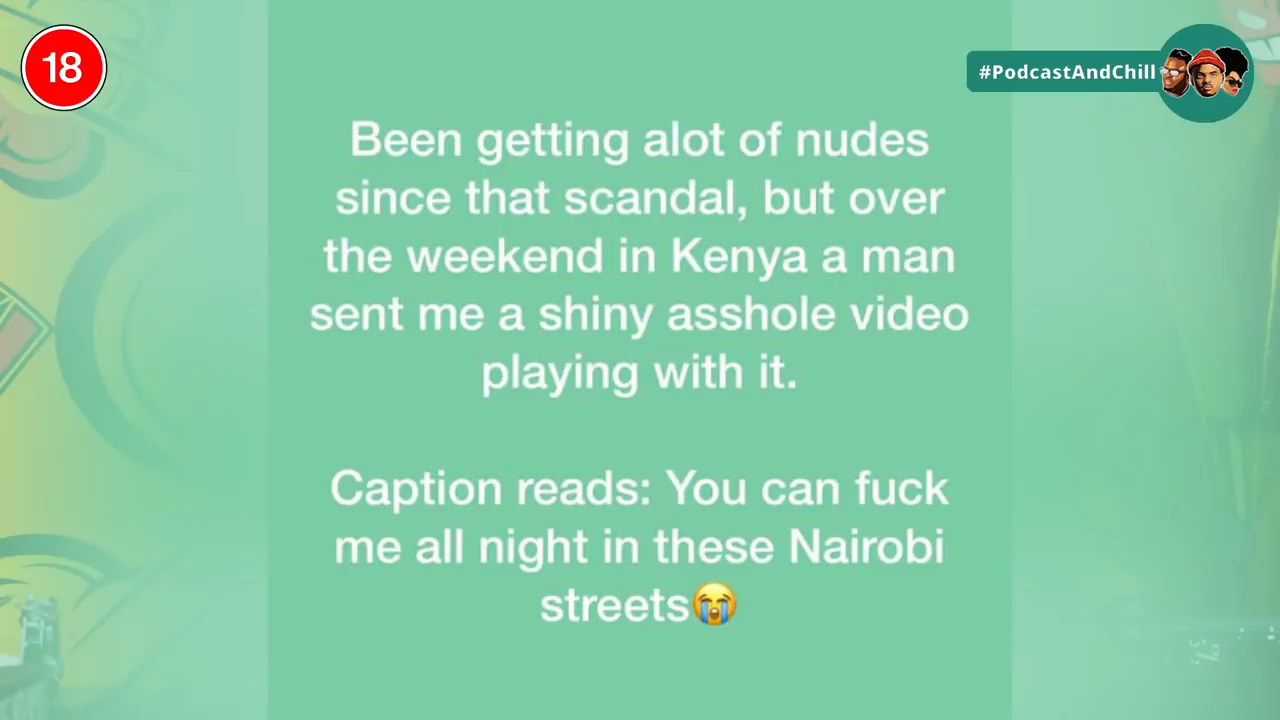 18
#PodcastAndChill
Been getting alot of nudes
since that scandal, but over
the weekend in Kenya a man
sent me a shiny asshole video
playing with it.
Caption reads: You can fuck
me all night in these Nairobi
streets😭